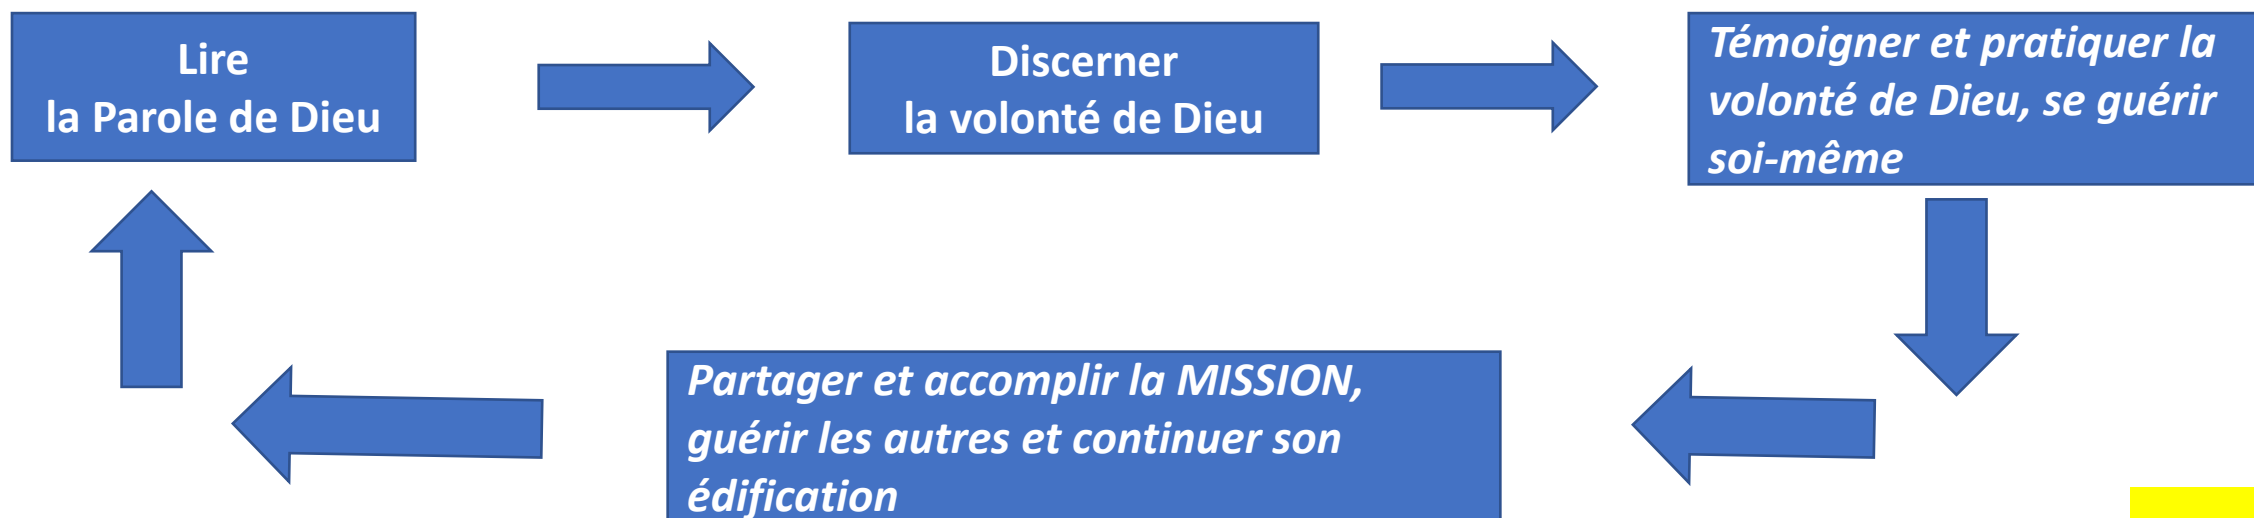 Lire
la Parole de Dieu
Discerner
la volonté de Dieu
Témoigner et pratiquer la
volonté de Dieu, se guérir
soi-même
Partager et accomplir la MISSION,
guérir les autres et continuer son
édification